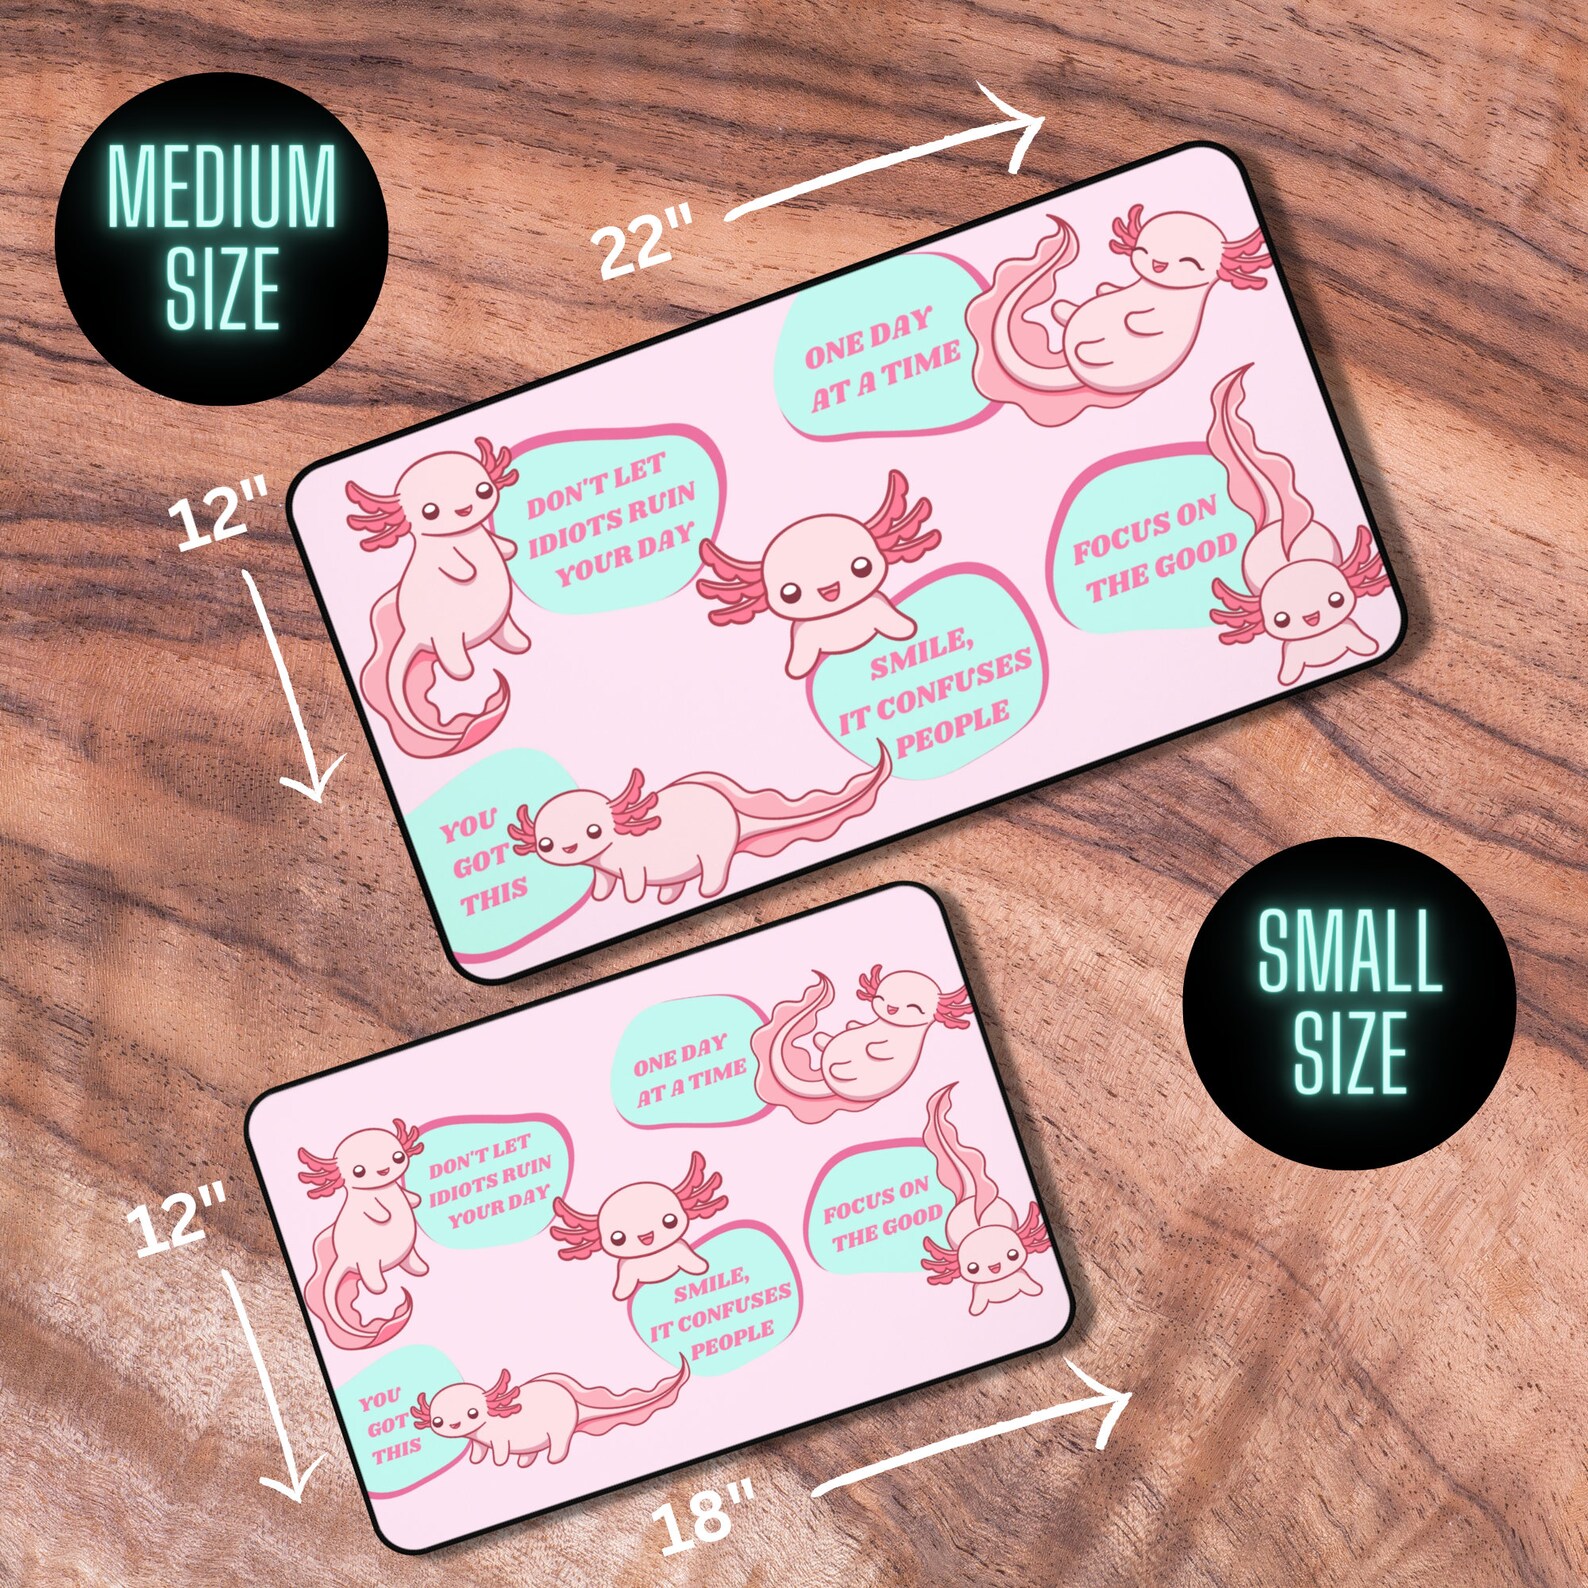 MEDIUM
SIZE
22"
12"
ONE DAY
AT A TIME
DON'T LET
IDIOTS RUIN
YOUR DAY
FOCUS ON
THE GOOD
SMILE,
IT CONFUSES
PEOPLE
YOU
GOT
THIS
SMALL
SIZE
12"
18"
ONE DAY
AT A TIME
DON'T LET
IDIOTS RUIN
YOUR DAY
FOCUS ON
THE GOOD
SMILE,
IT CONFUSES
PEOPLE
YOU
GOT
THIS